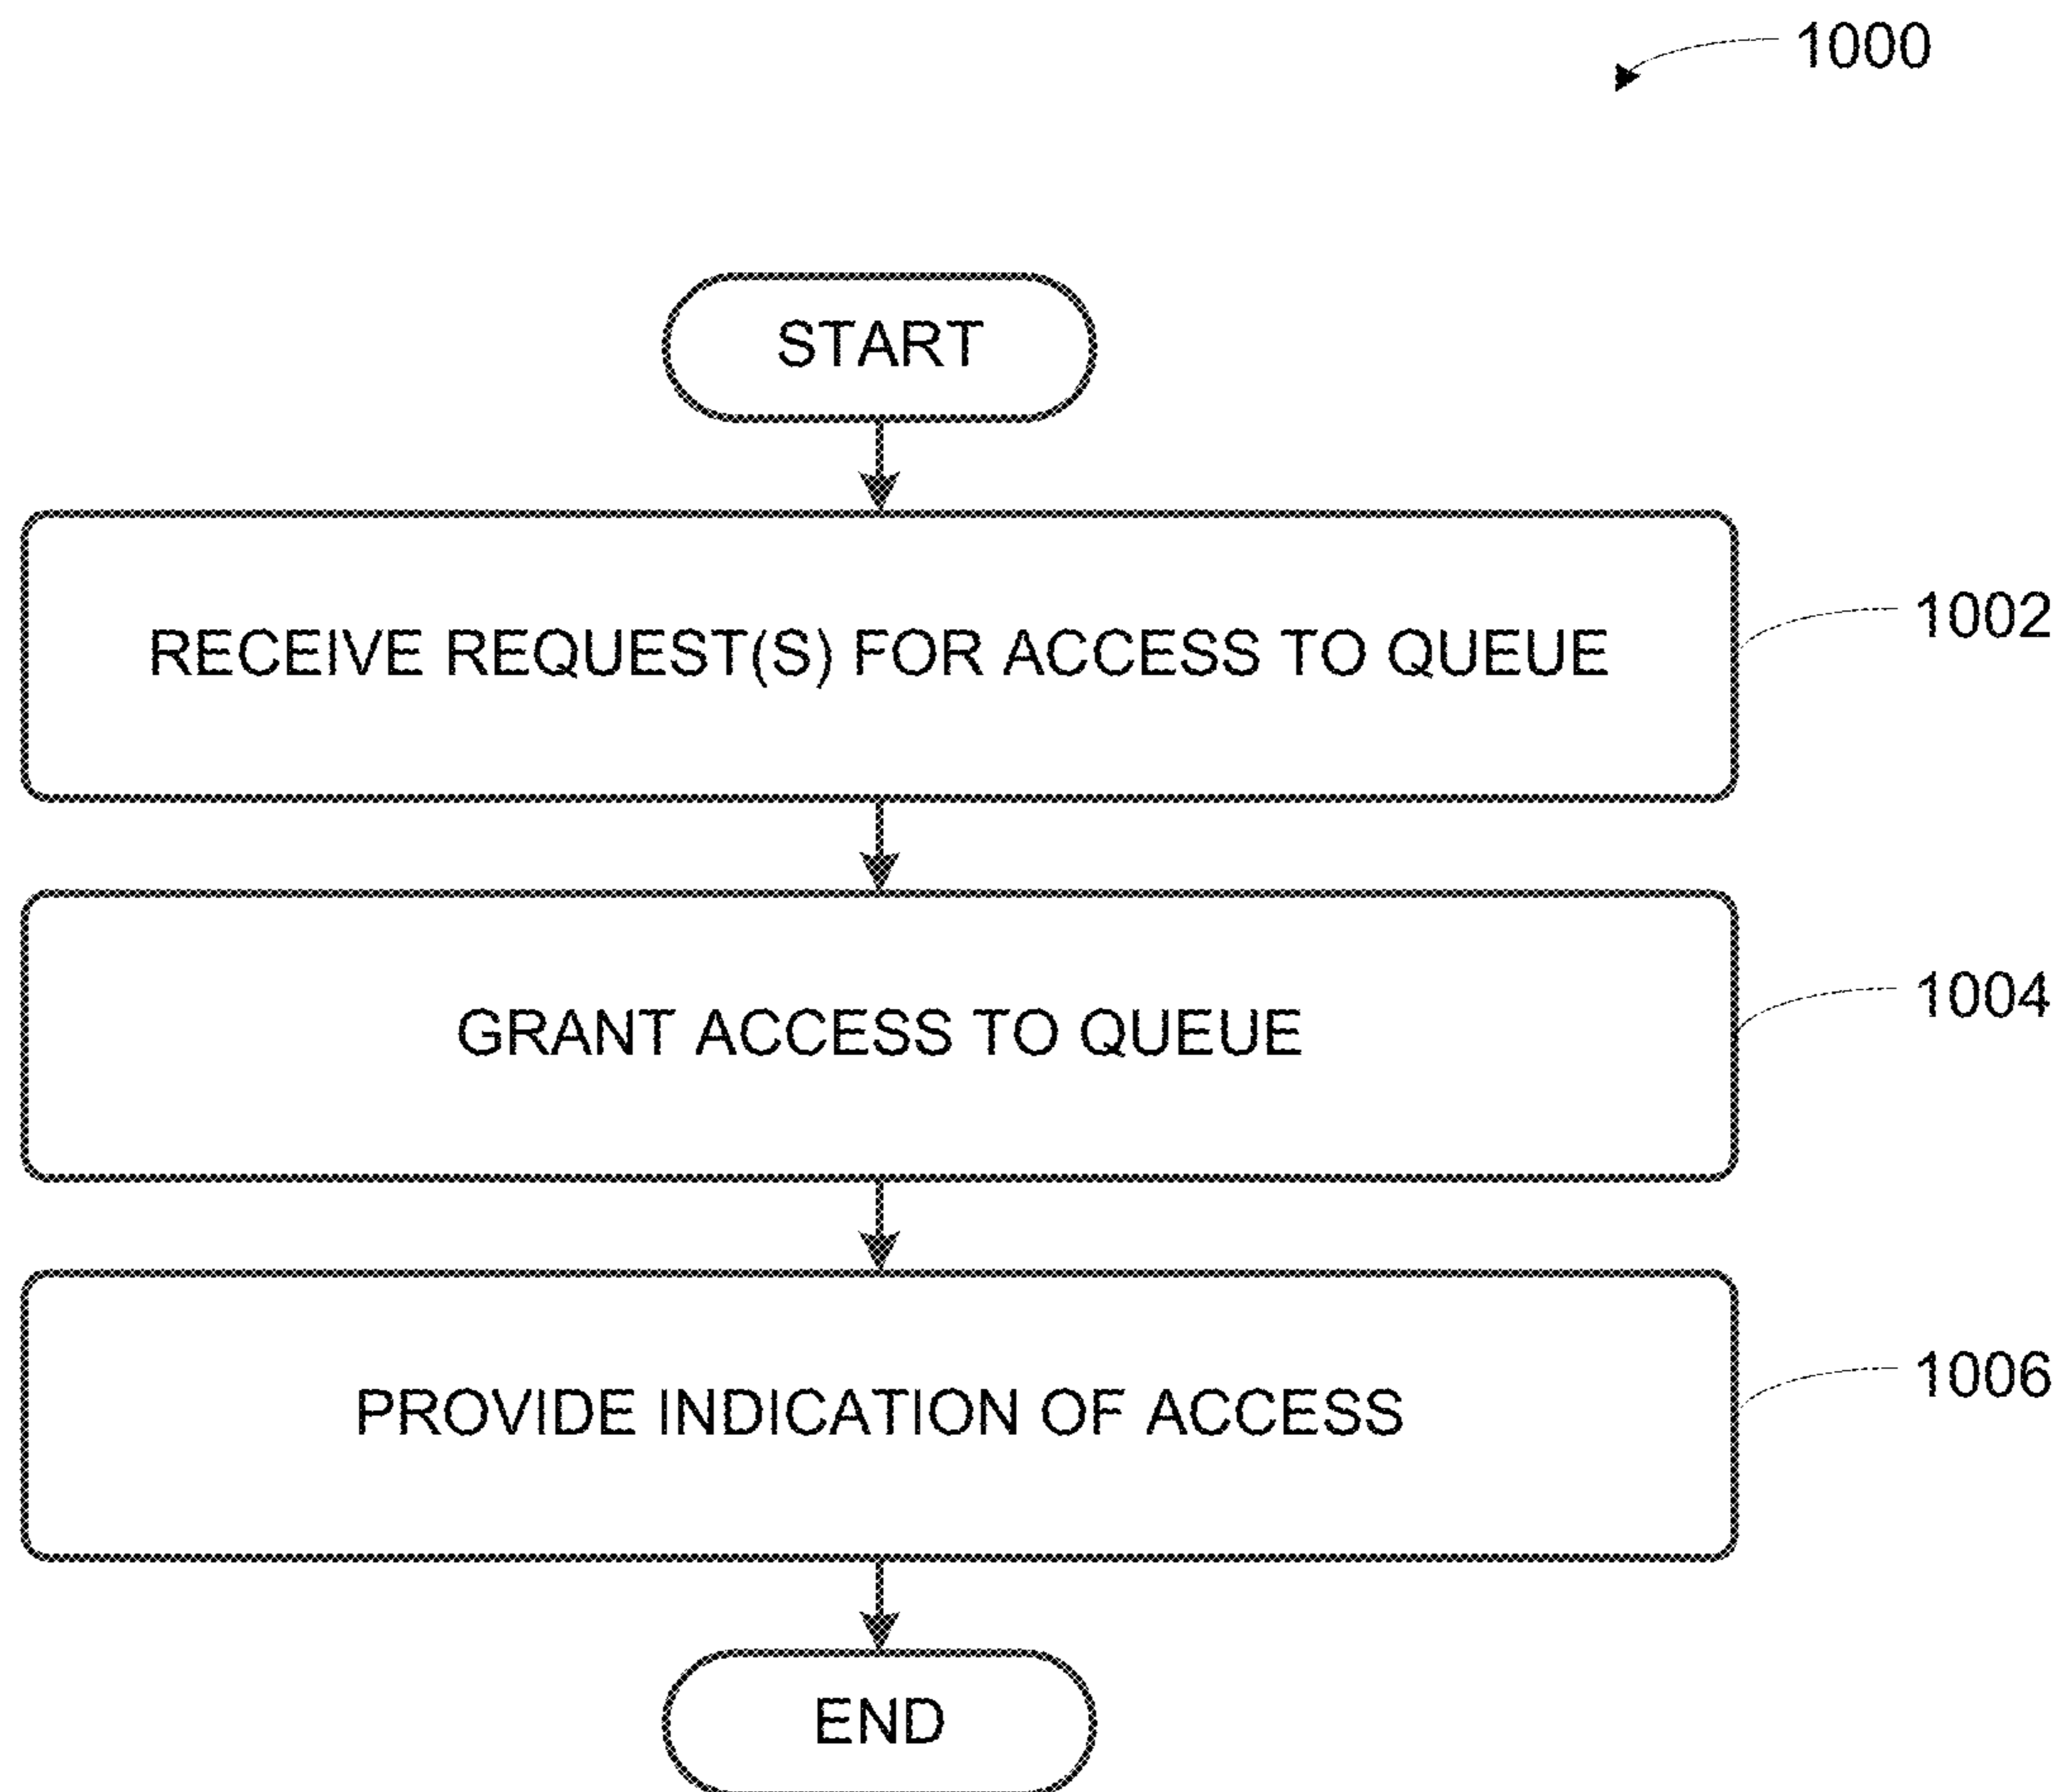 1000
START
RECEIVE REQUEST(S) FOR ACCESS TO QUEUE
1002
GRANT ACCESS TO QUEUE
1004
PROVIDE INDICATION OF ACCESS
1006
END